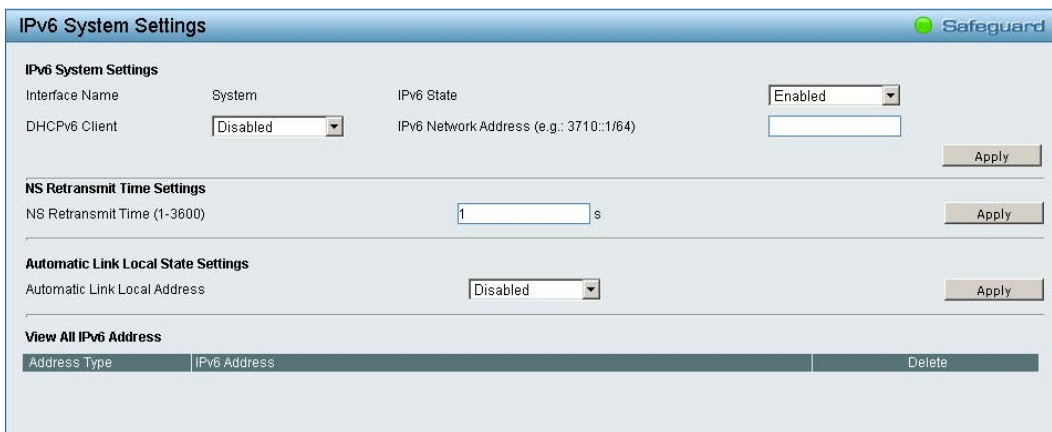 IPv6 System Settings
Safeguard
IPv6 System Settings
Interface Name System IPv6 State Enabled
DHCPv6 Client Disabled IPv6 Network Address (e.g.: 3710::1/64)
Apply
NS Retransmit Time Settings
NS Retransmit Time (1-3600) 1 s Apply
Automatic Link Local State Settings
Automatic Link Local Address Disabled Apply
View All IPv6 Address
Address Type IPv6 Address Delete